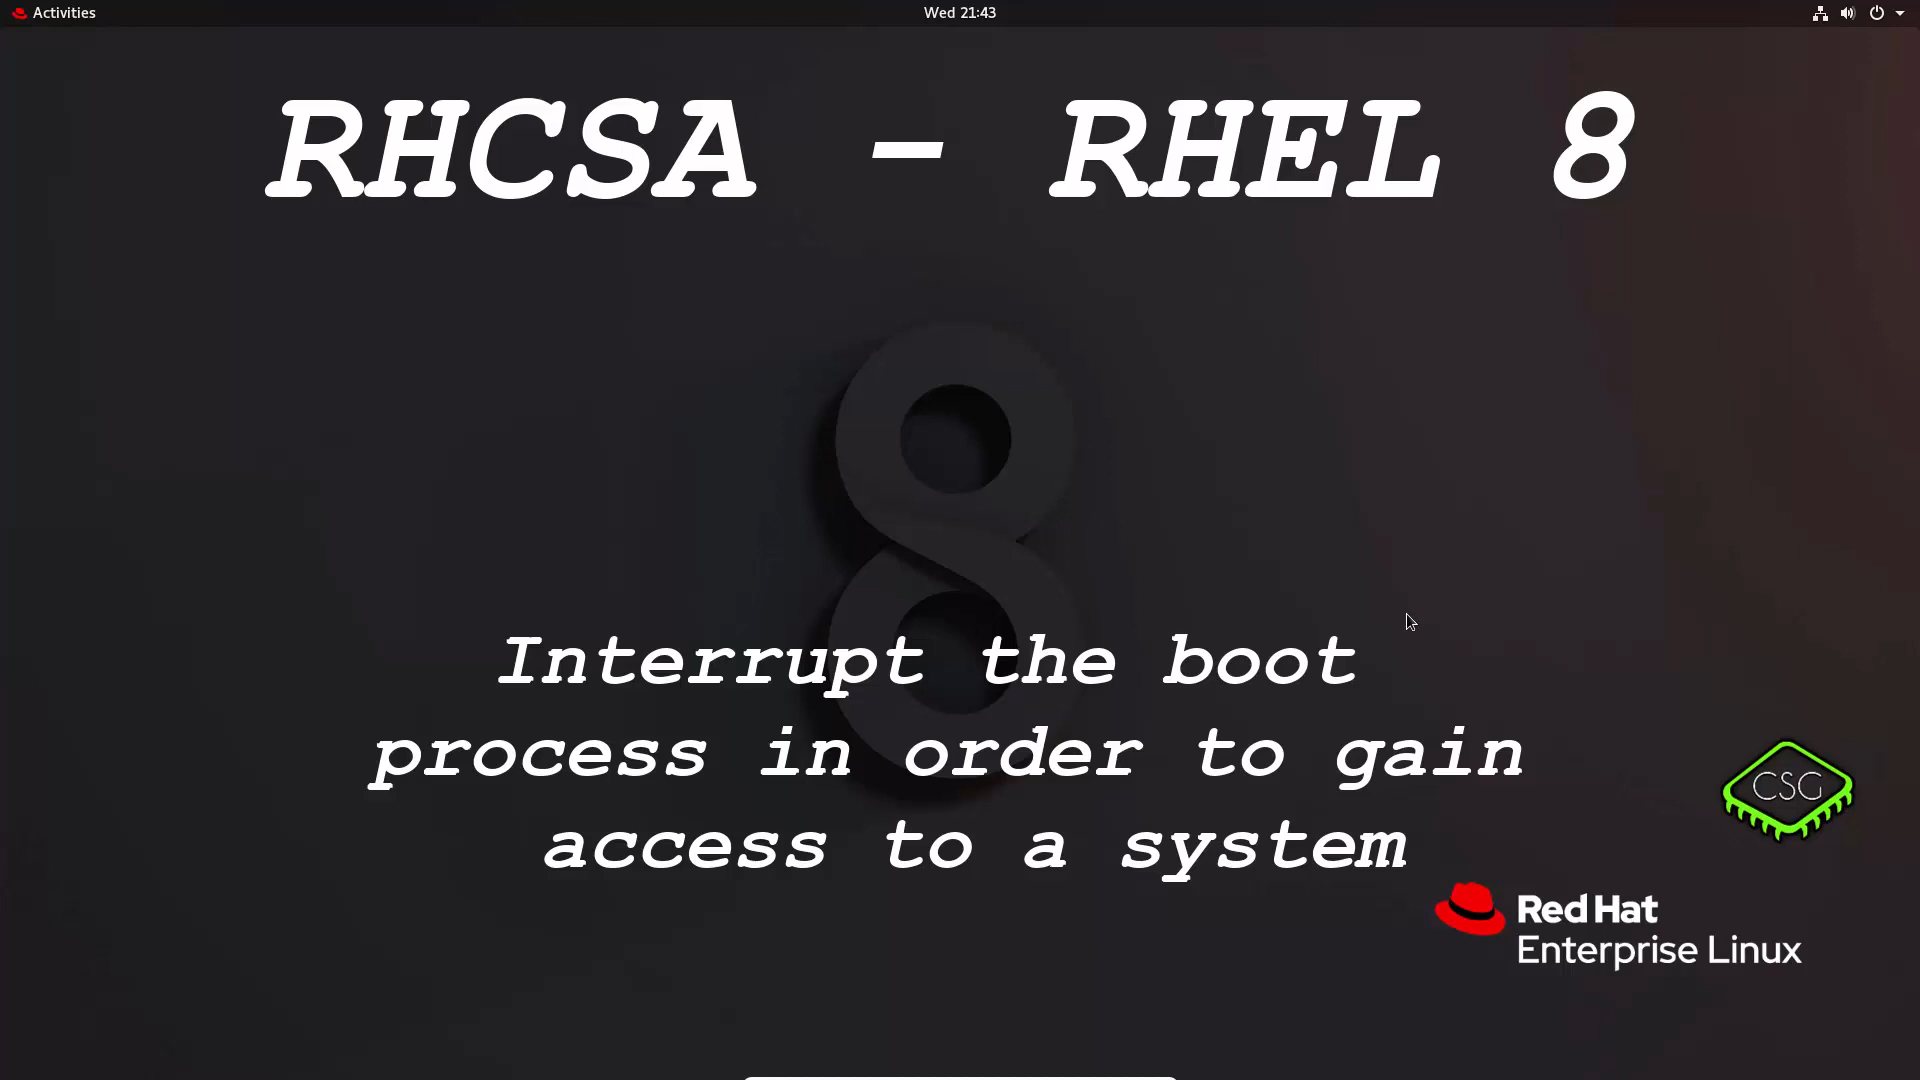 Activities
Wed 21:43
RHCSA - RHEL 8
Interrupt the boot
process in order to gain
access to a system
CSG
Red Hat
Enterprise Linux